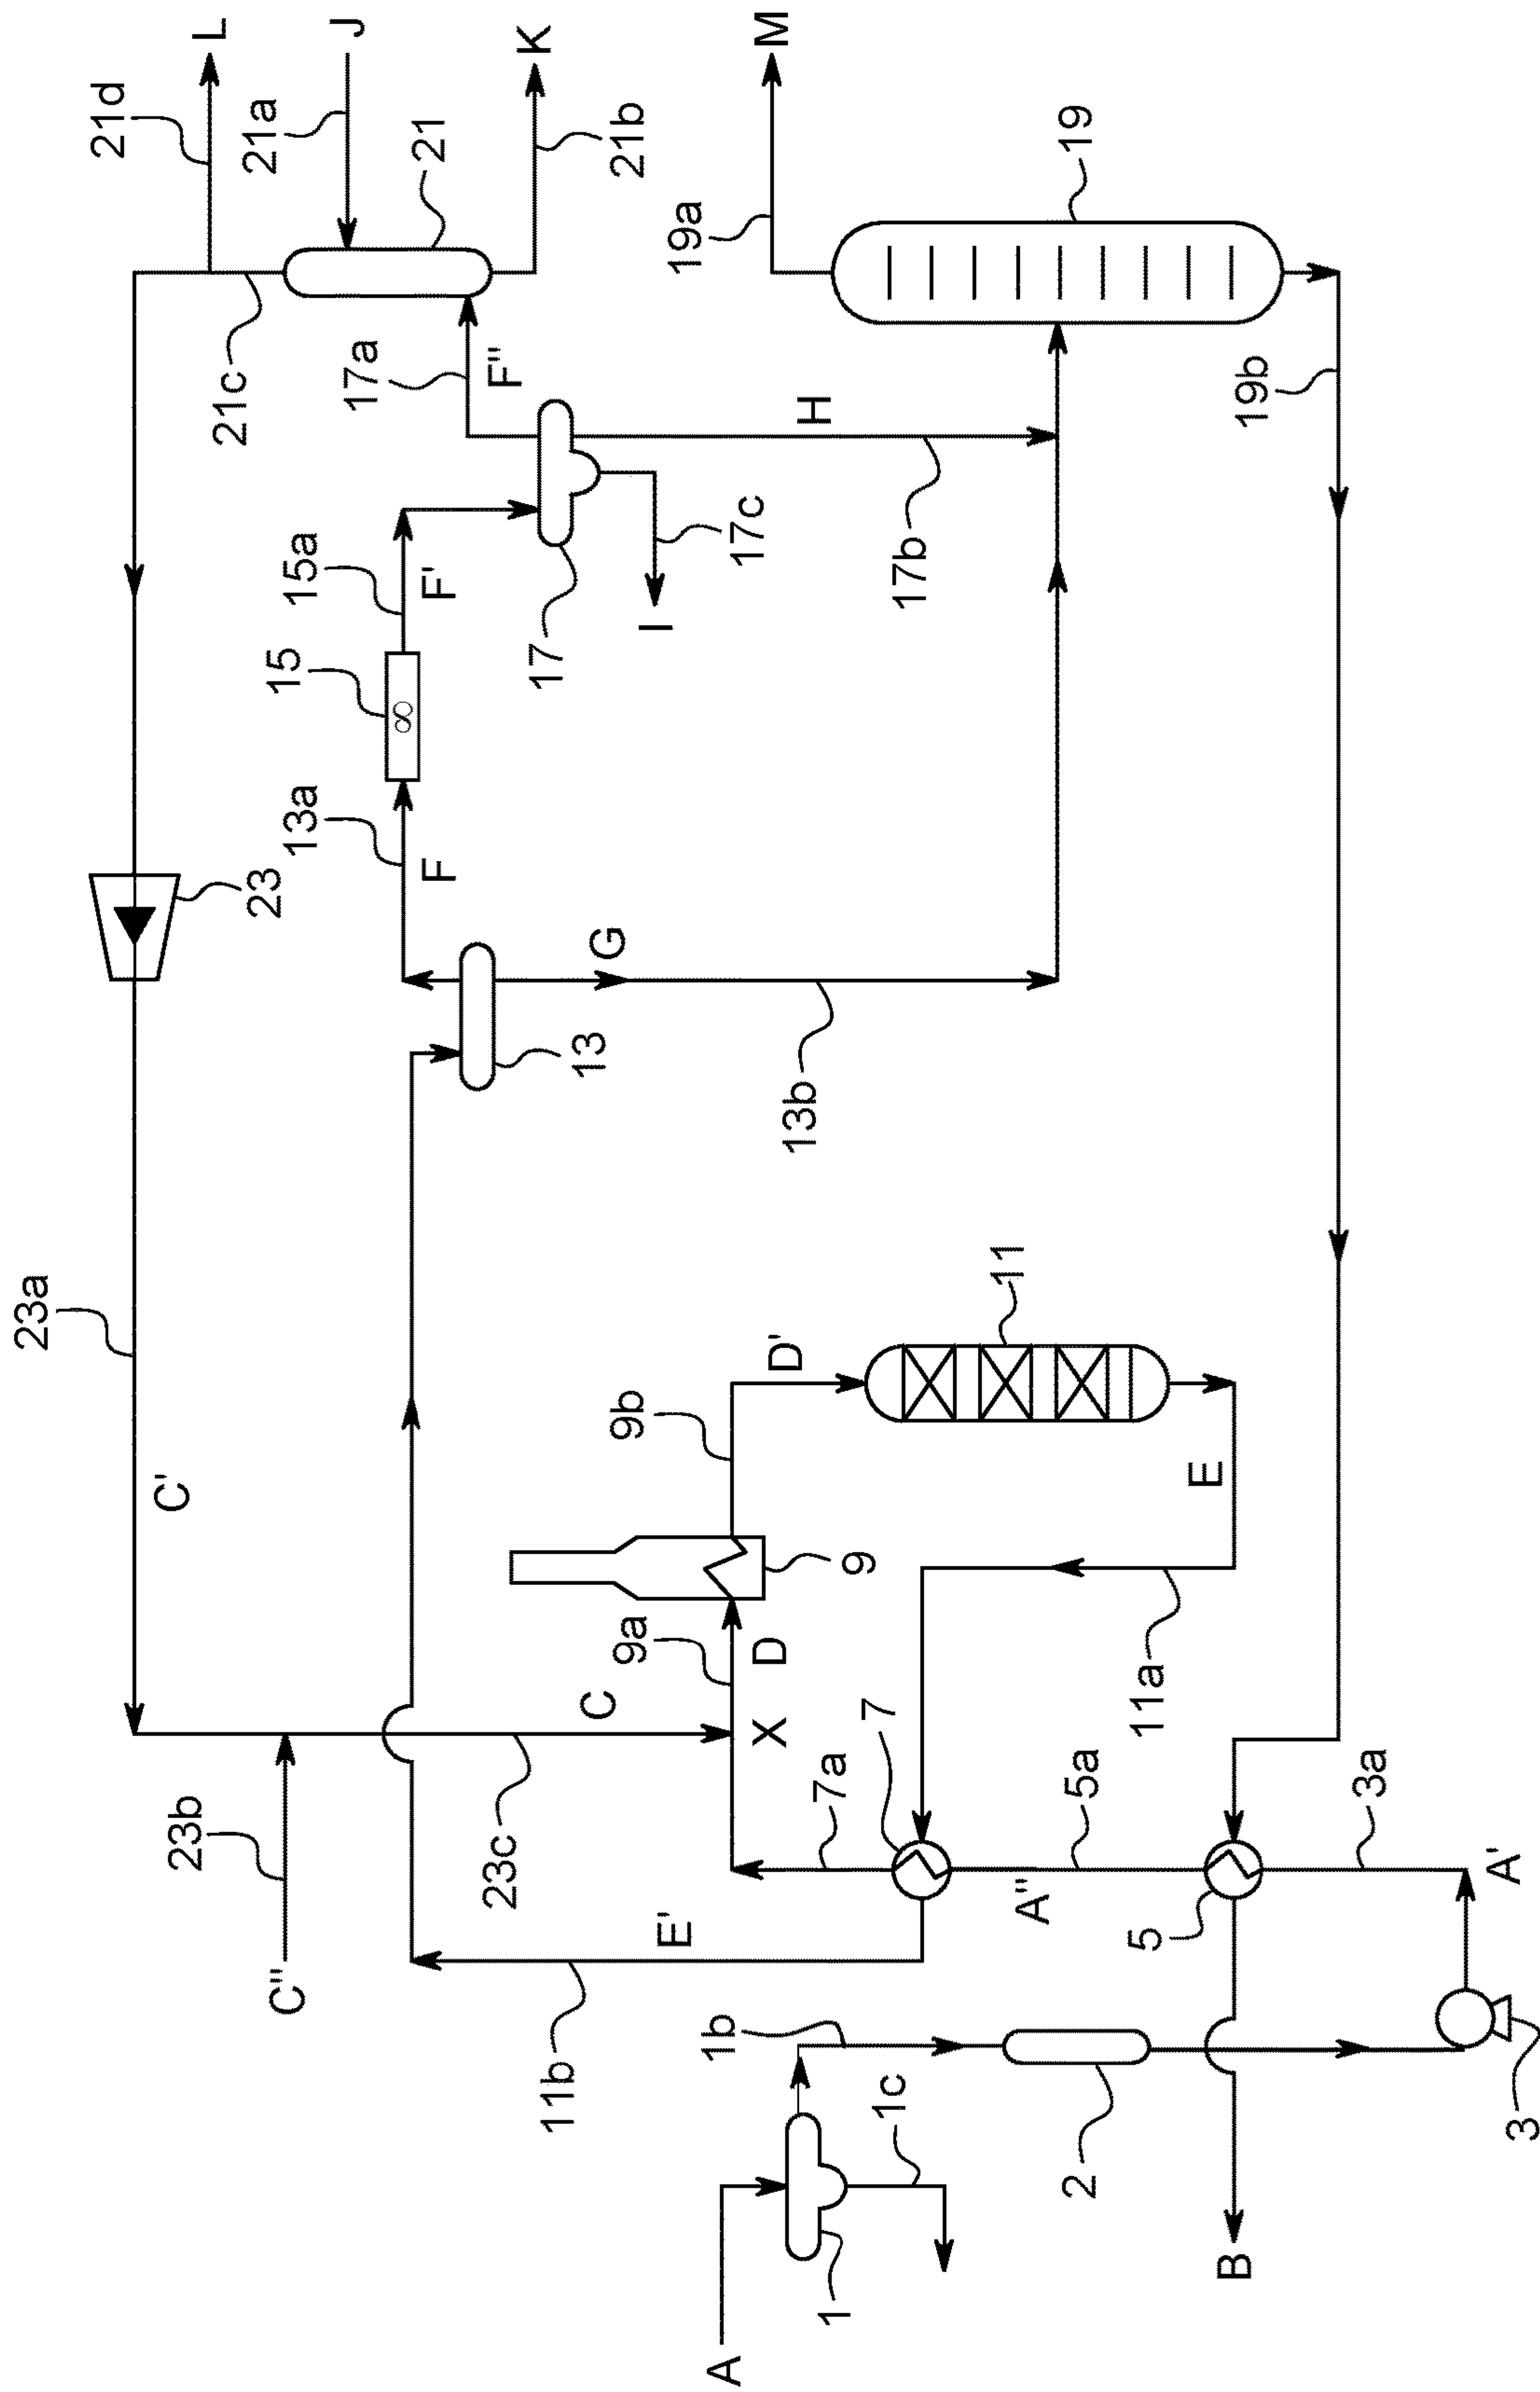 A
1
1b
1c
2
3
A'
3a
5
5a
A"
B
7
7a
X
D
9a
9
9b
D'
11
E
11a
E'
11b
C"
23b
C
23c
C'
23a
23
13
13a
F
G
13b
15
∞
15a
F'
17
17a
F"
H
17b
17c
I
21
21a
J
21b
K
21c
21d
L
19
19a
M
19b